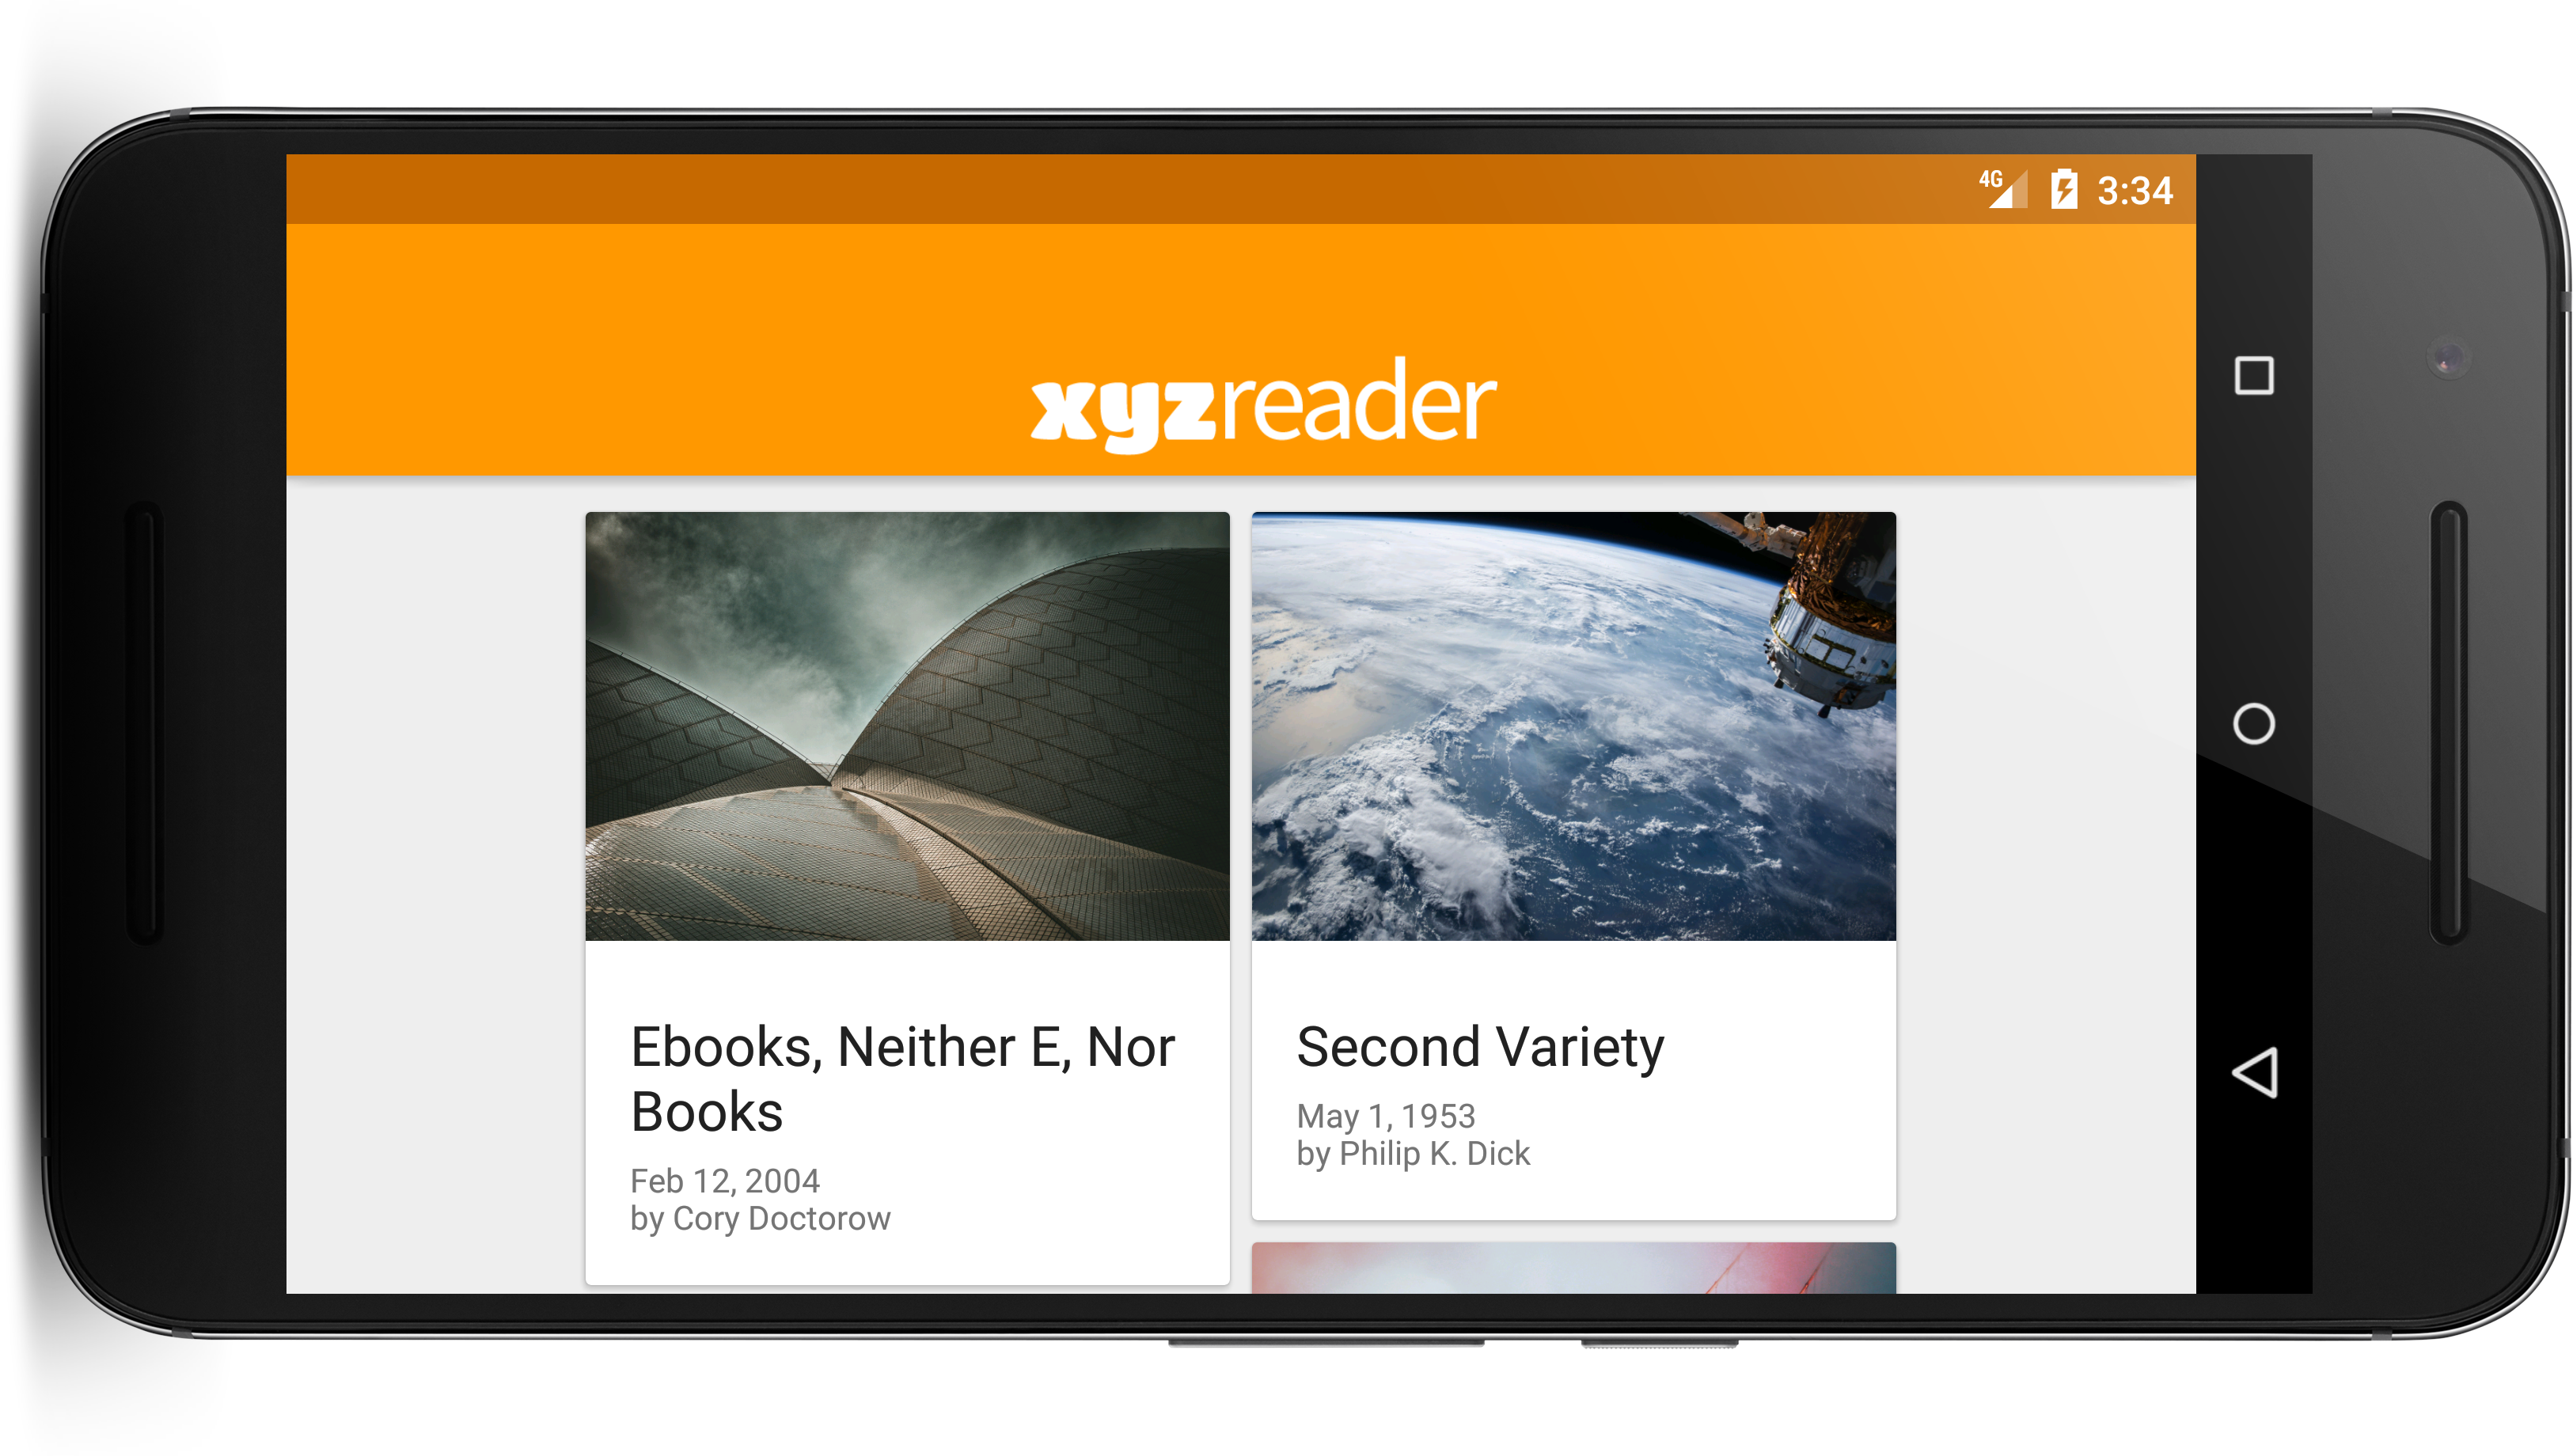 4G 3:34
xyzreader
Ebooks, Neither E, Nor
Books
Feb 12, 2004
by Cory Doctorow
Second Variety
May 1, 1953
by Philip K. Dick